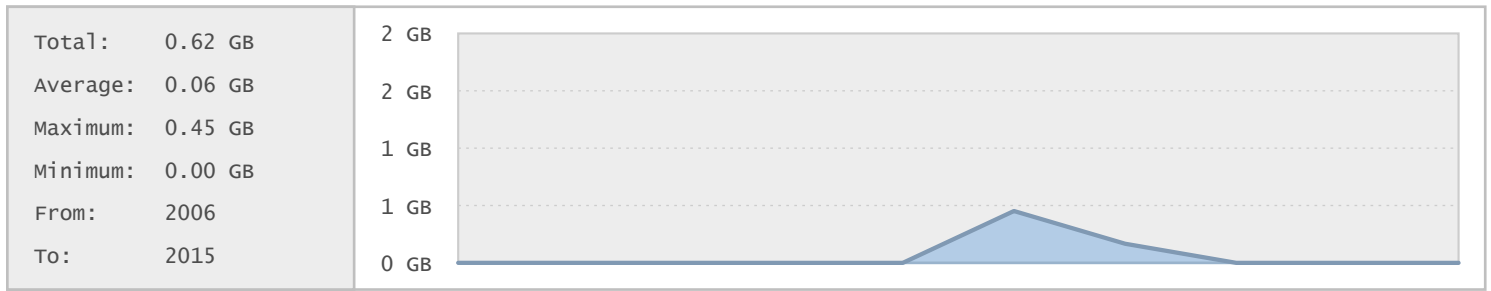 Total: 0.62 GB
Average: 0.06 GB
Maximum: 0.45 GB
Minimum: 0.00 GB
From: 2006
To: 2015
2 GB
2 GB
1 GB
1 GB
0 GB